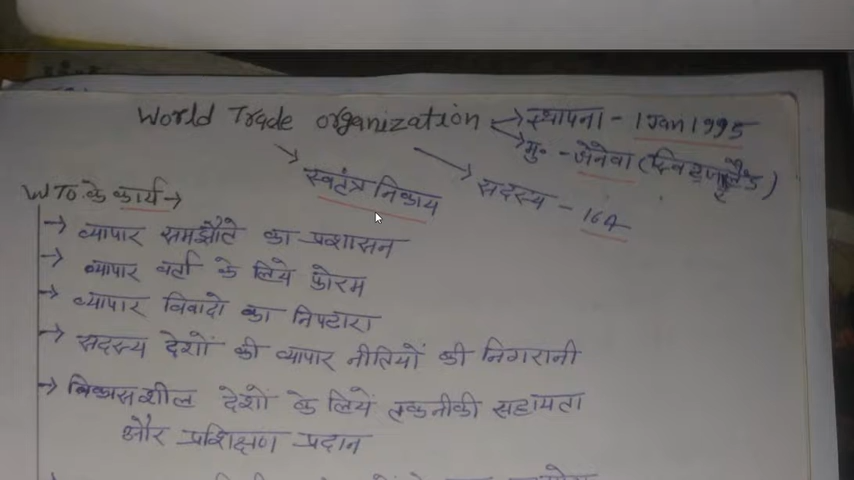 World Trade organization → स्थापना - 1 Jan 1995
→ मु॰ - जेनेवा (स्विट्जरलैंड)
→ स्वतंत्र निकाय
→ सदस्य - 164
WTO के कार्य →
→ व्यापार समझौते का प्रशासन
→ व्यापार वर्ता के लिये फोरम
→ व्यापार विवादो का निपटारा
→ सदस्य देशों की व्यापार नीतियों की निगरानी
→ विकासशील देशों के लिये तकनीकी सहायता
और प्रशिक्षण प्रदान